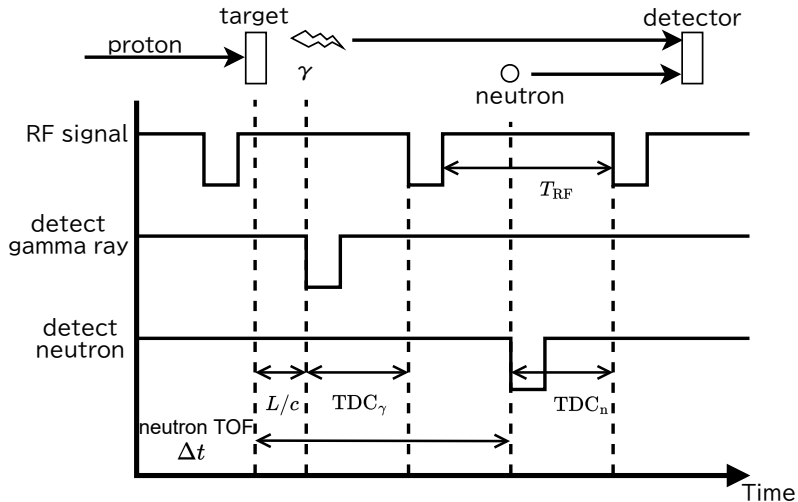 target
detector
proton
γ
neutron
RF signal
T_RF
detect
gamma ray
detect
neutron
L/c
TDC_γ
TDC_n
neutron TOF
Δt
Time